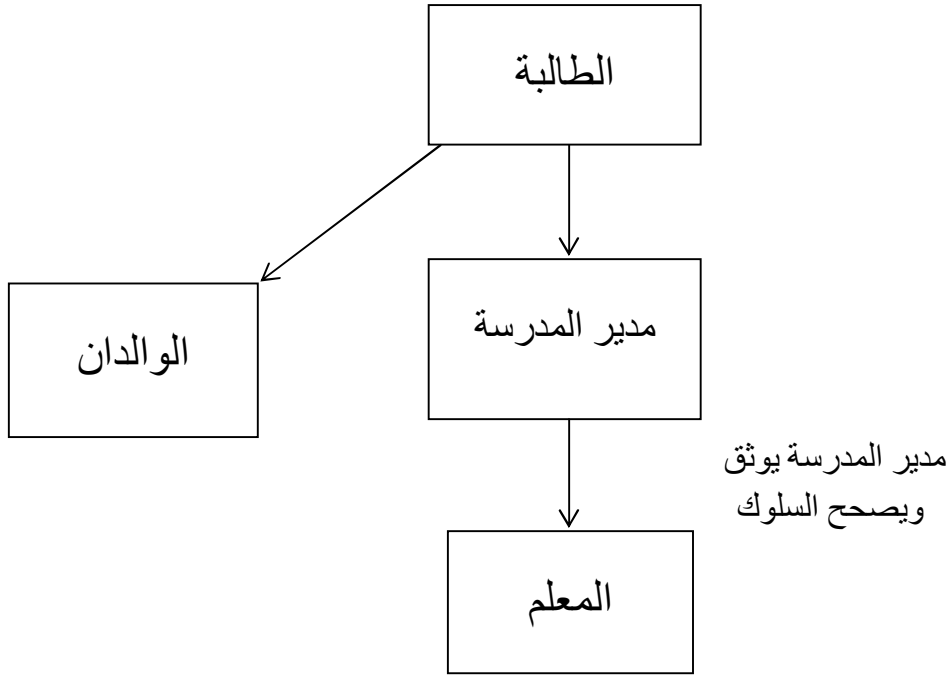 الطالبة
مدير المدرسة
الوالدان
مدير المدرسة يوثق
ويصحح السلوك
المعلم